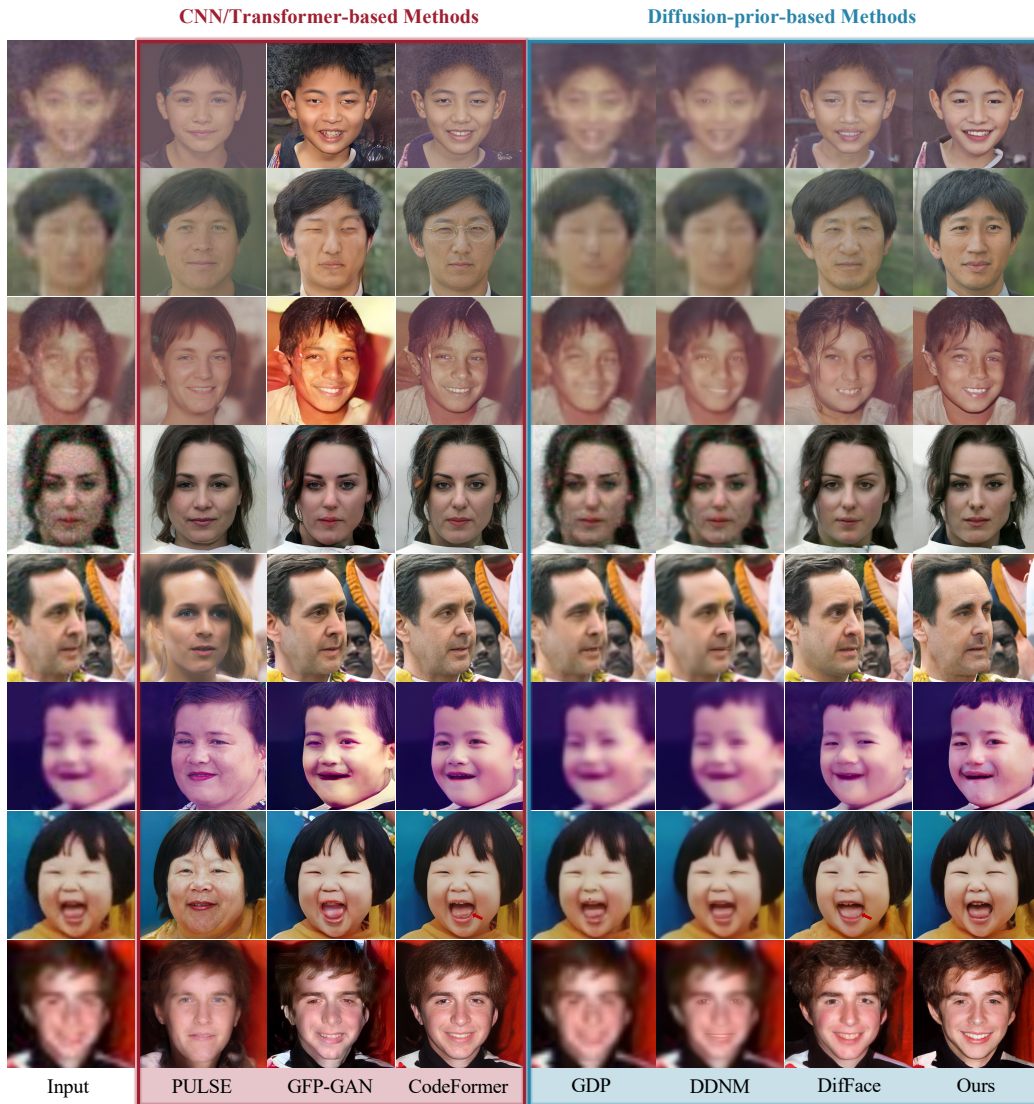 CNN/Transformer-based Methods
Diffusion-prior-based Methods
Input
PULSE
GFP-GAN
CodeFormer
GDP
DDNM
DifFace
Ours